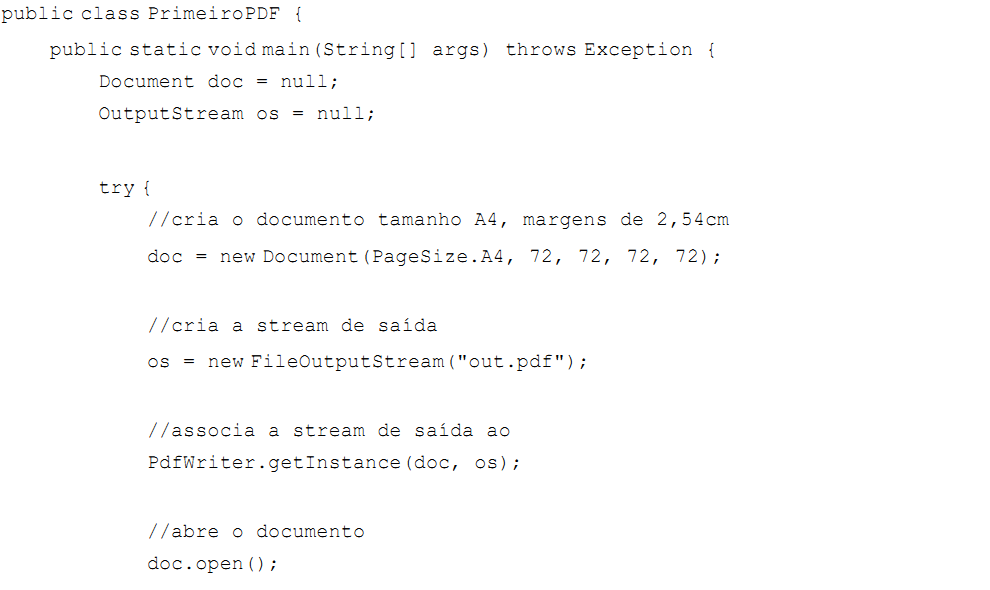 public class PrimeiroPDF {
public static void main(String[] args) throws Exception {
Document doc = null;
OutputStream os = null;
try {
//cria o documento tamanho A4, margens de 2,54cm
doc = new Document(PageSize.A4, 72, 72, 72, 72);
//cria a stream de saída
os = new FileOutputStream("out.pdf");
//associa a stream de saída ao
PdfWriter.getInstance(doc, os);
//abre o documento
doc.open();